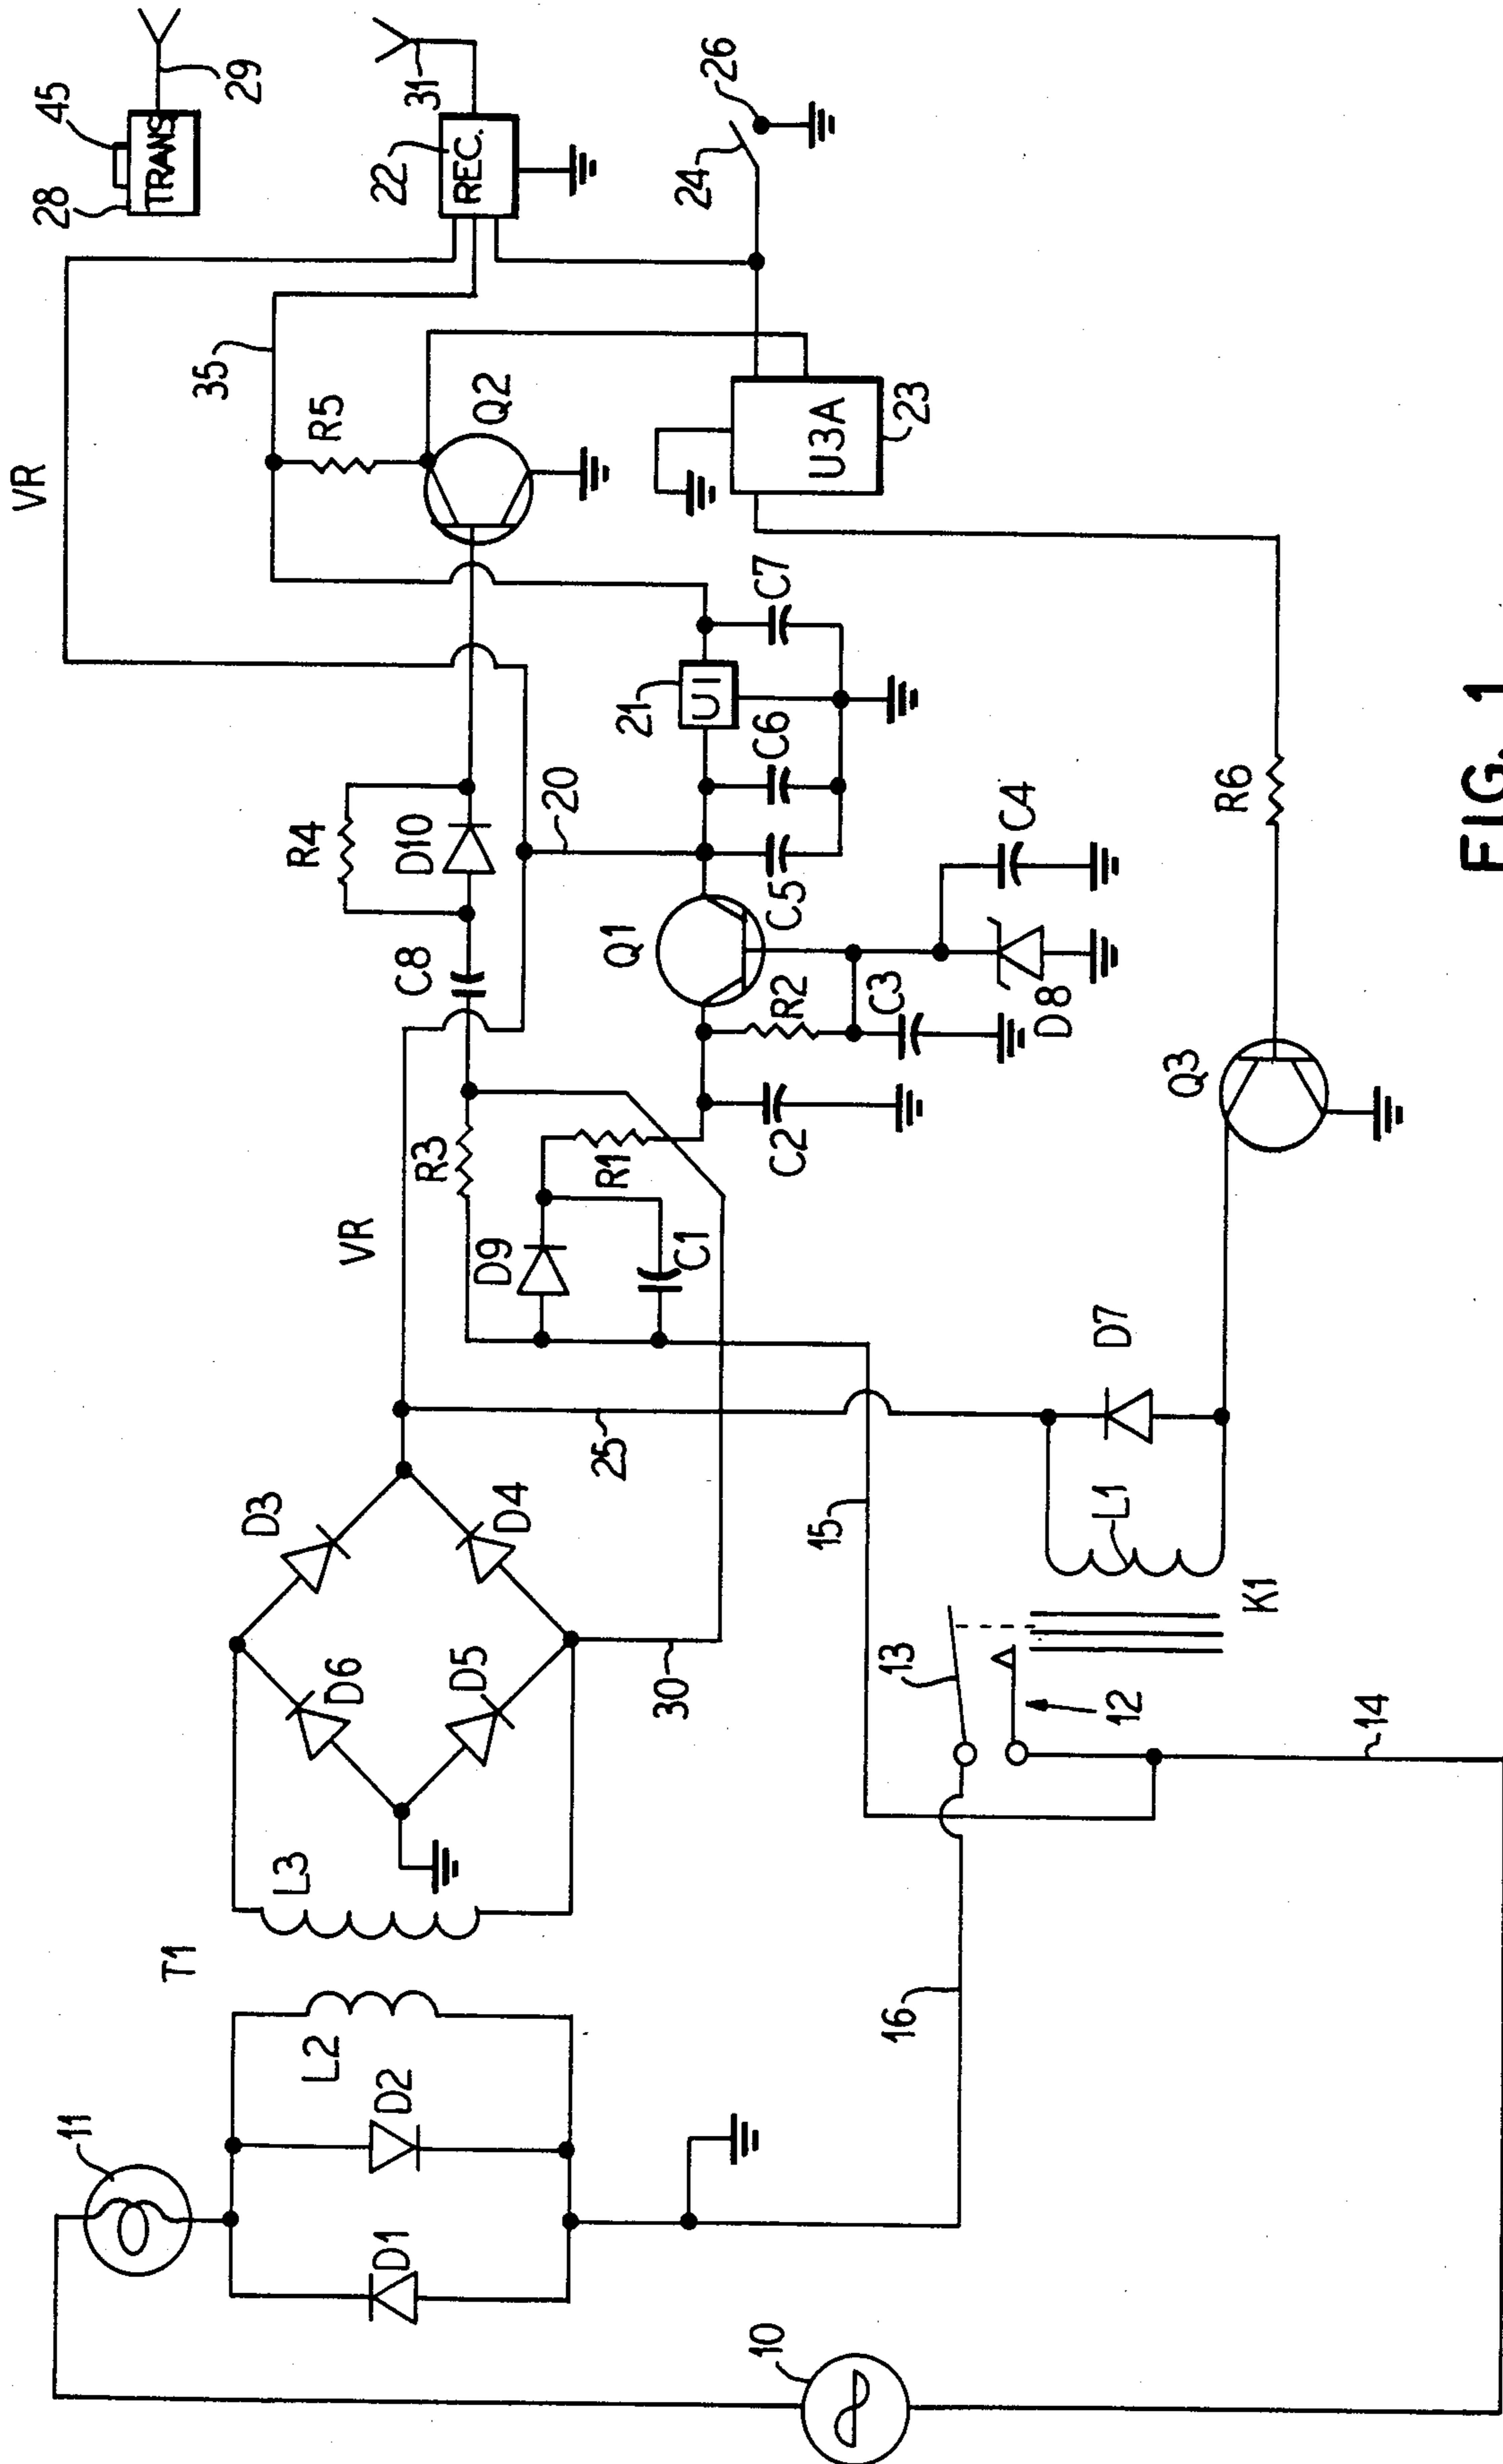 45
28
TRANS
29
31
22
REC.
26
24
VR
35
R5
Q2
U3A
23
R4
D10
C8
20
21
U1
C7
C6
C5
Q1
R2
C3
C4
D8
R6
Q3
VR
R3
D9
R1
C1
C2
D3
D4
D6
D5
25
30
15
D7
L1
K1
13
12
14
T1
L3
L2
16
11
D2
D1
10
FIG. 1